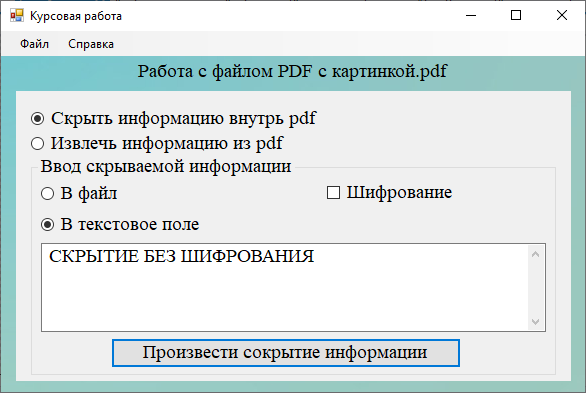 Курсовая работа
Файл Справка
Работа с файлом PDF с картинкой.pdf
Скрыть информацию внутрь pdf
Извлечь информацию из pdf
Ввод скрываемой информации
В файл
Шифрование
В текстовое поле
СКРЫТИЕ БЕЗ ШИФРОВАНИЯ
Произвести сокрытие информации